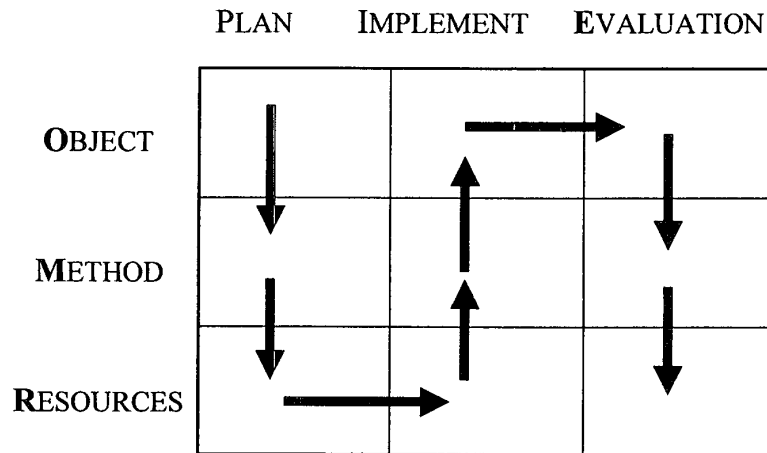 PLAN IMPLEMENT EVALUATION
OBJECT
METHOD
RESOURCES